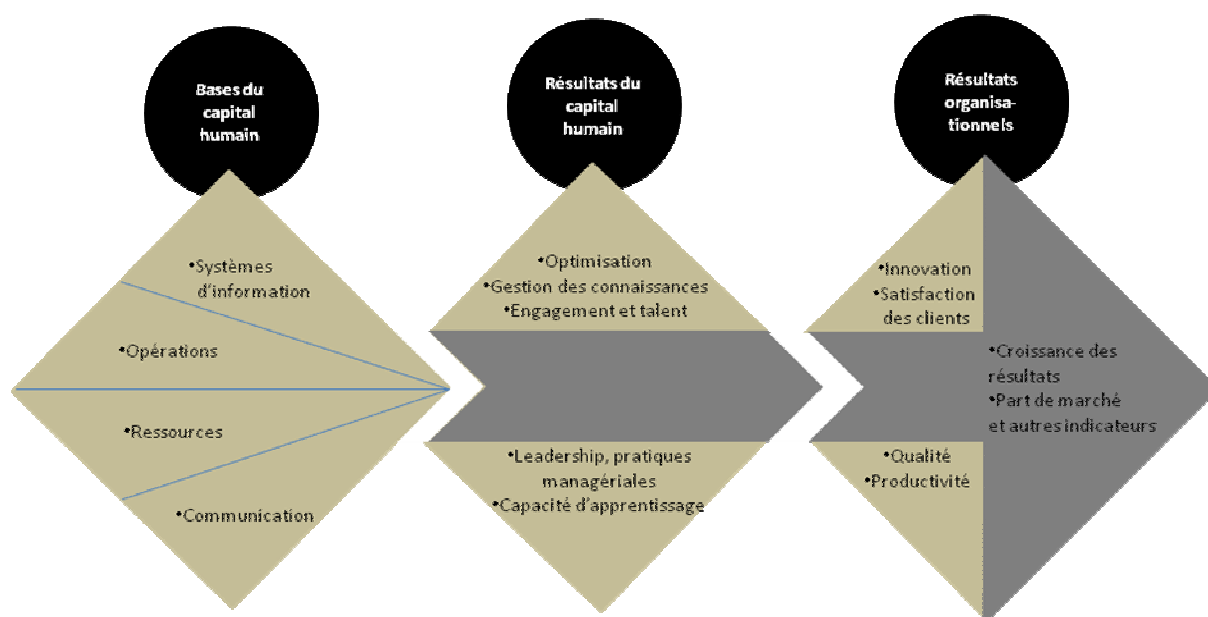 Bases du
capital
humain
•Systèmes
d'information
•Opérations
•Ressources
•Communication
Résultats du
capital
humain
•Optimisation
•Gestion des connaissances
•Engagement et talent
•Leadership, pratiques
managériales
•Capacité d'apprentissage
Résultats
organisa-
tionnels
•Innovation
•Satisfaction
des clients
•Croissance des
résultats
•Part de marché
et autres indicateurs
•Qualité
•Productivité